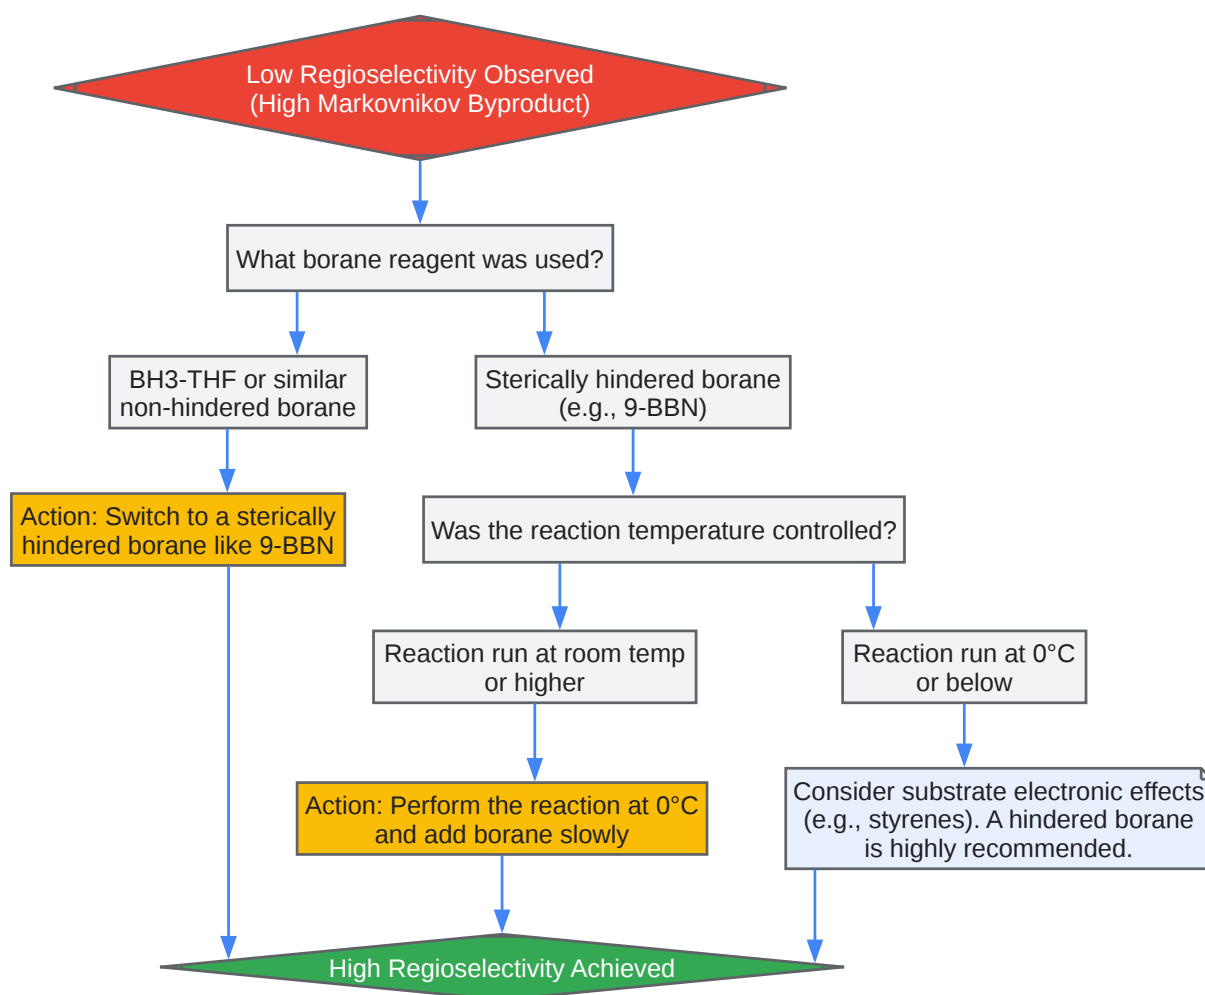 Low Regioselectivity Observed
(High Markovnikov Byproduct)
What borane reagent was used?
BH3-THF or similar
non-hindered borane
Sterically hindered borane
(e.g., 9-BBN)
Action: Switch to a sterically
hindered borane like 9-BBN
Was the reaction temperature controlled?
Reaction run at room temp
or higher
Reaction run at 0°C
or below
Action: Perform the reaction at 0°C
and add borane slowly
Consider substrate electronic effects
(e.g., styrenes). A hindered borane
is highly recommended.
High Regioselectivity Achieved